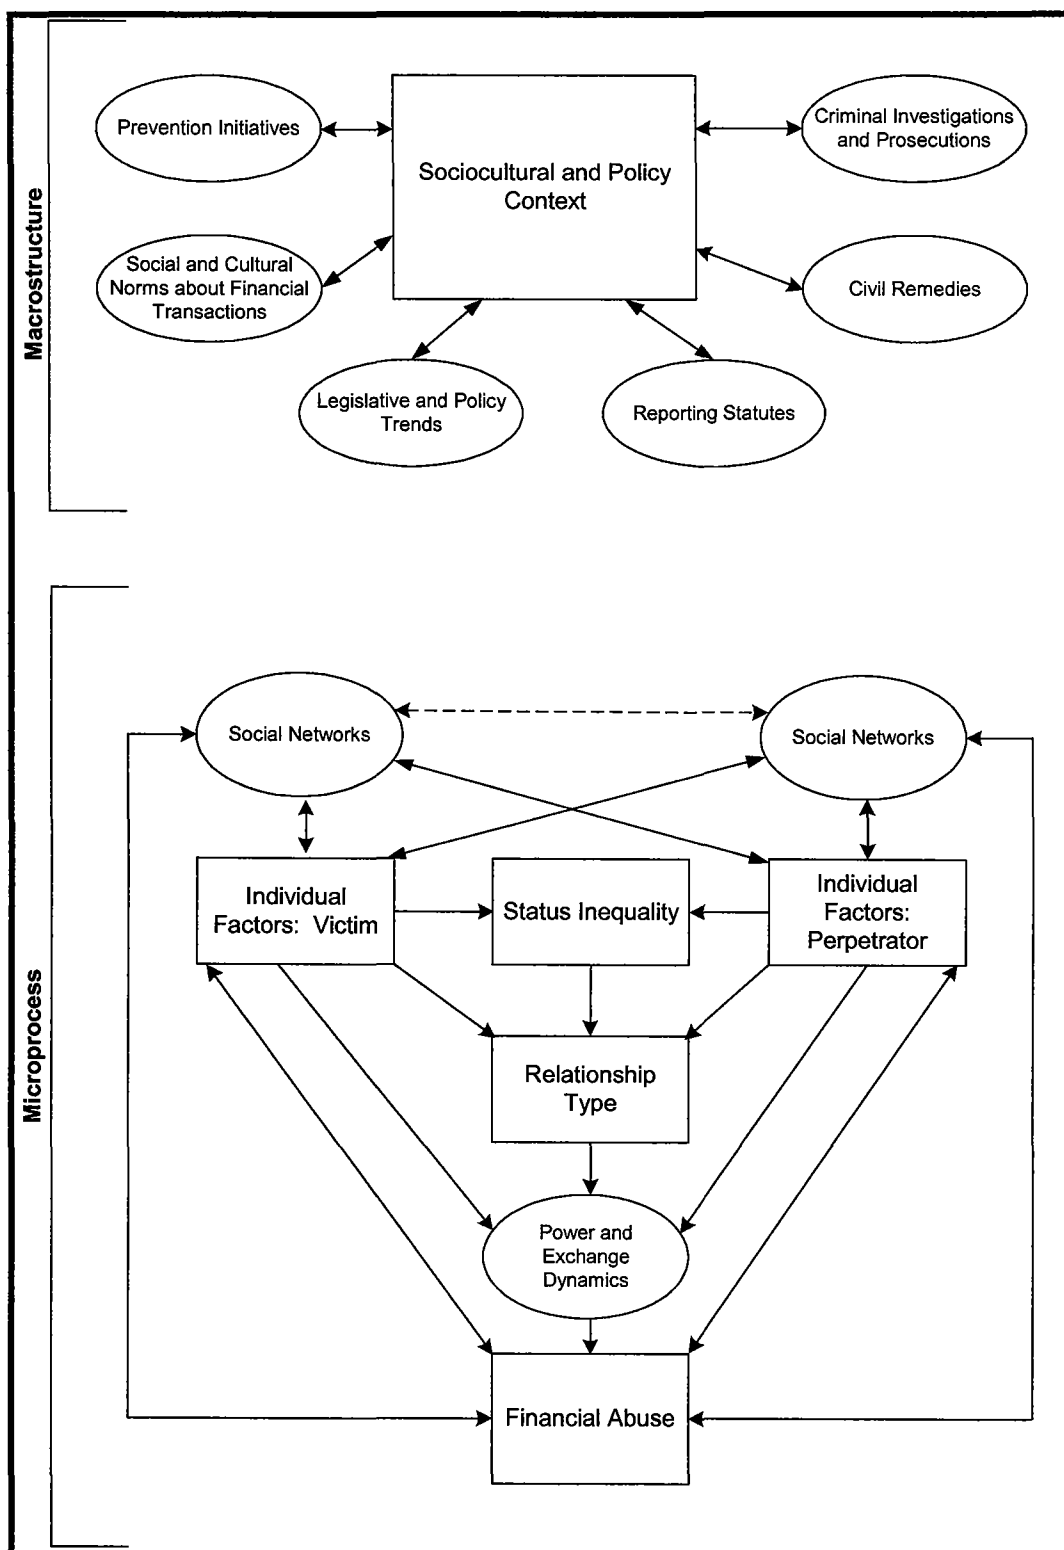 Macrostructure
Prevention Initiatives
Sociocultural and Policy
Context
Criminal Investigations
and Prosecutions
Social and Cultural
Norms about Financial
Transactions
Civil Remedies
Legislative and Policy
Trends
Reporting Statutes
Microprocess
Social Networks
Social Networks
Individual
Factors: Victim
Status Inequality
Individual
Factors:
Perpetrator
Relationship
Type
Power and
Exchange
Dynamics
Financial Abuse